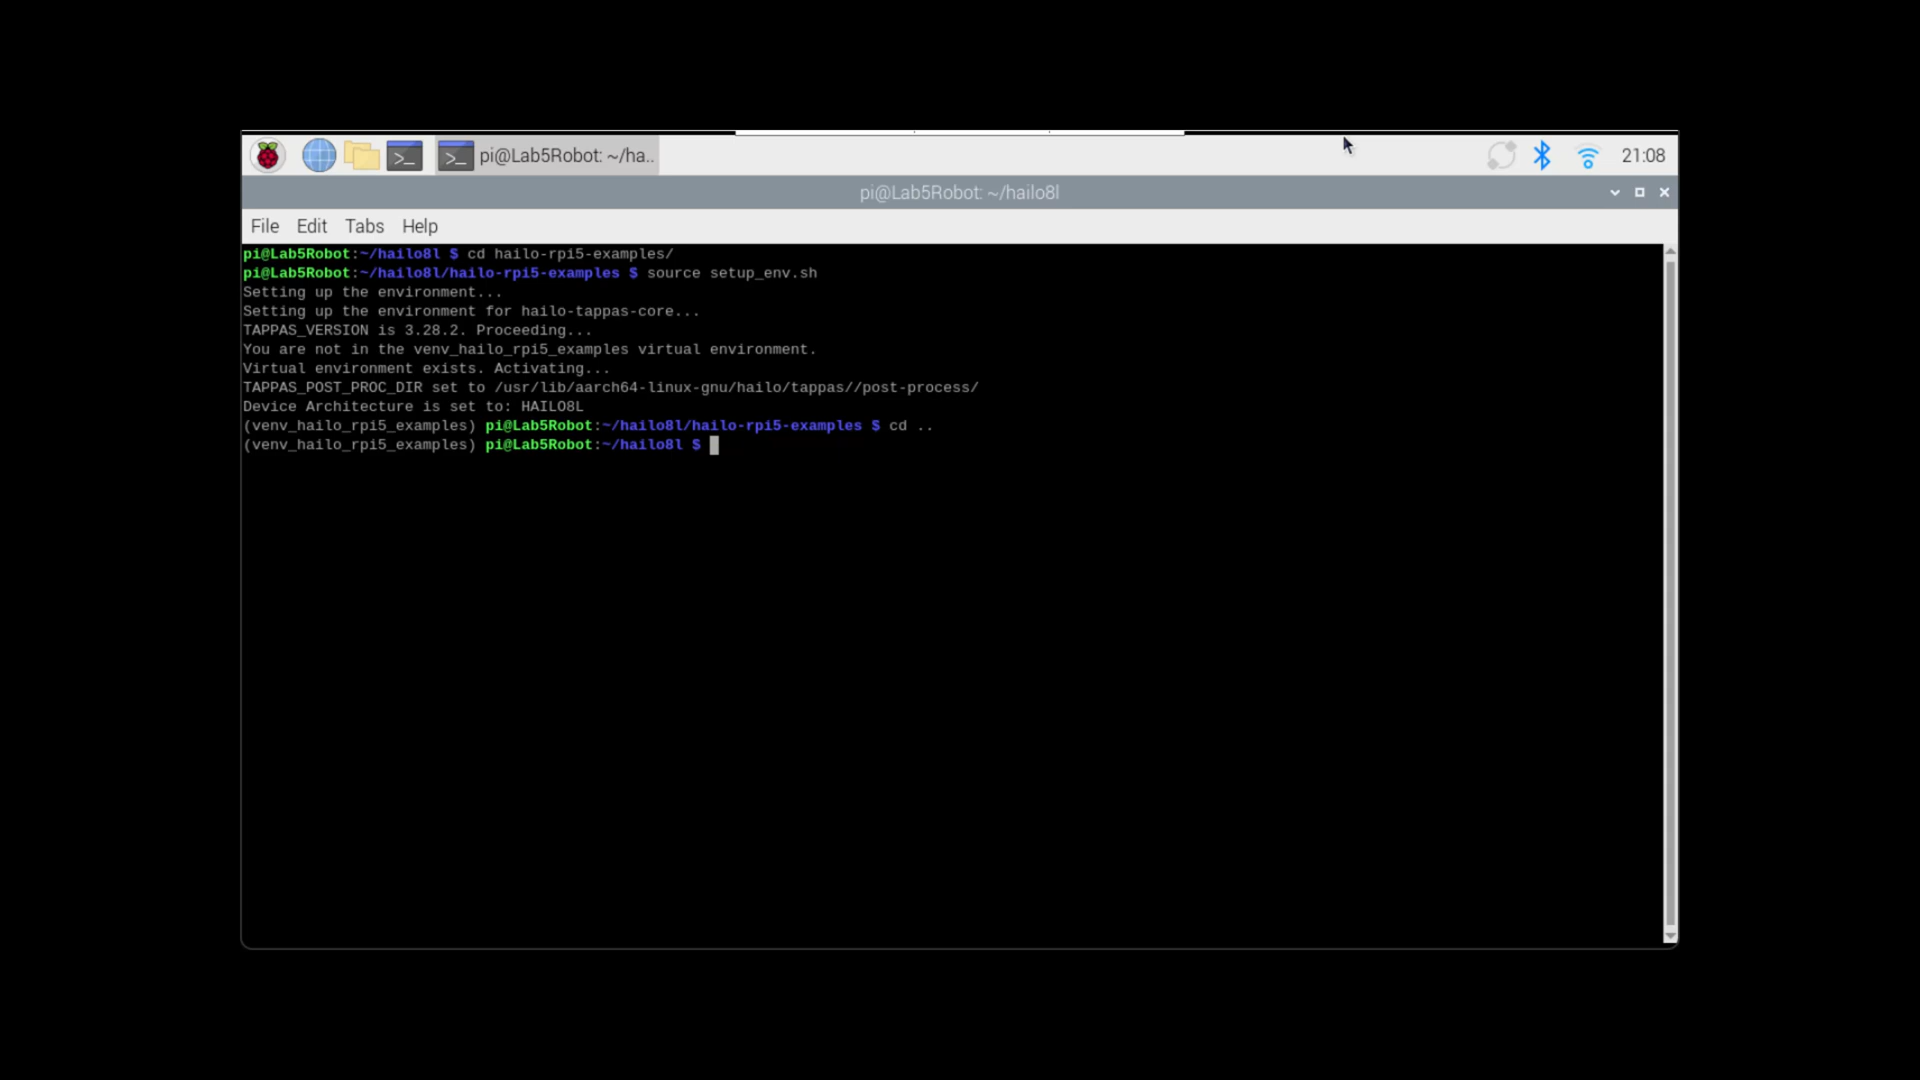 pi@Lab5Robot: ~/ha..
21:08
pi@Lab5Robot: ~/hailo8l
File Edit Tabs Help
pi@Lab5Robot:~/hailo8l $ cd hailo-rpi5-examples/
pi@Lab5Robot:~/hailo8l/hailo-rpi5-examples $ source setup_env.sh
Setting up the environment...
Setting up the environment for hailo-tappas-core...
TAPPAS_VERSION is 3.28.2. Proceeding...
You are not in the venv_hailo_rpi5_examples virtual environment.
Virtual environment exists. Activating...
TAPPAS_POST_PROC_DIR set to /usr/lib/aarch64-linux-gnu/hailo/tappas//post-process/
Device Architecture is set to: HAILO8L
(venv_hailo_rpi5_examples) pi@Lab5Robot:~/hailo8l/hailo-rpi5-examples $ cd ..
(venv_hailo_rpi5_examples) pi@Lab5Robot:~/hailo8l $